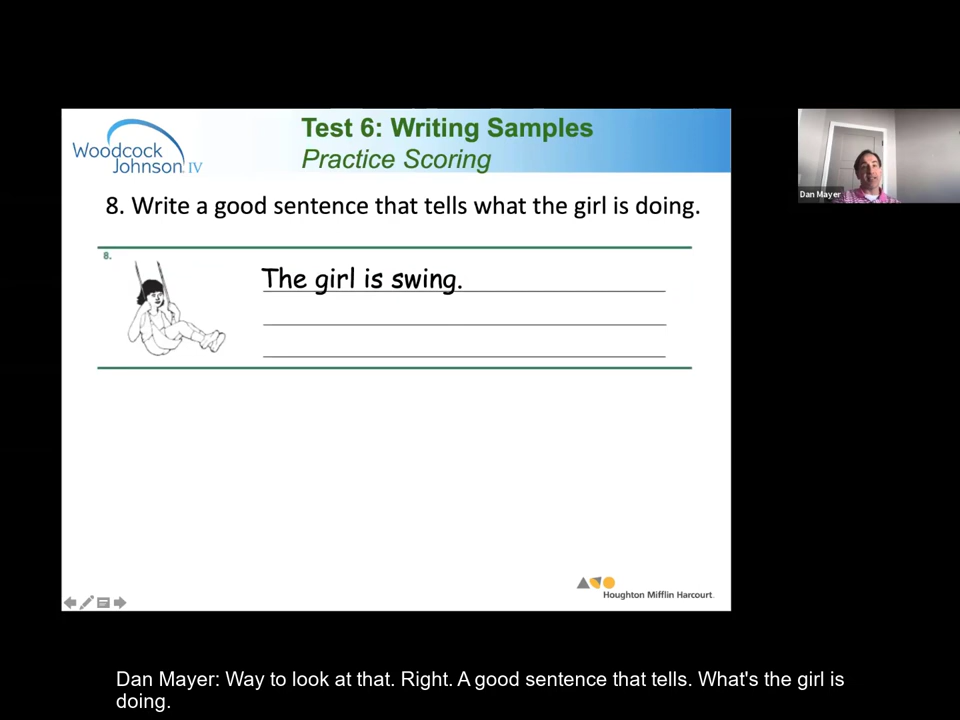 Woodcock
Johnson IV
Test 6: Writing Samples
Practice Scoring
8. Write a good sentence that tells what the girl is doing.
8.
The girl is swing.
Houghton Mifflin Harcourt
Dan Mayer
Dan Mayer: Way to look at that. Right. A good sentence that tells. What's the girl is
doing.